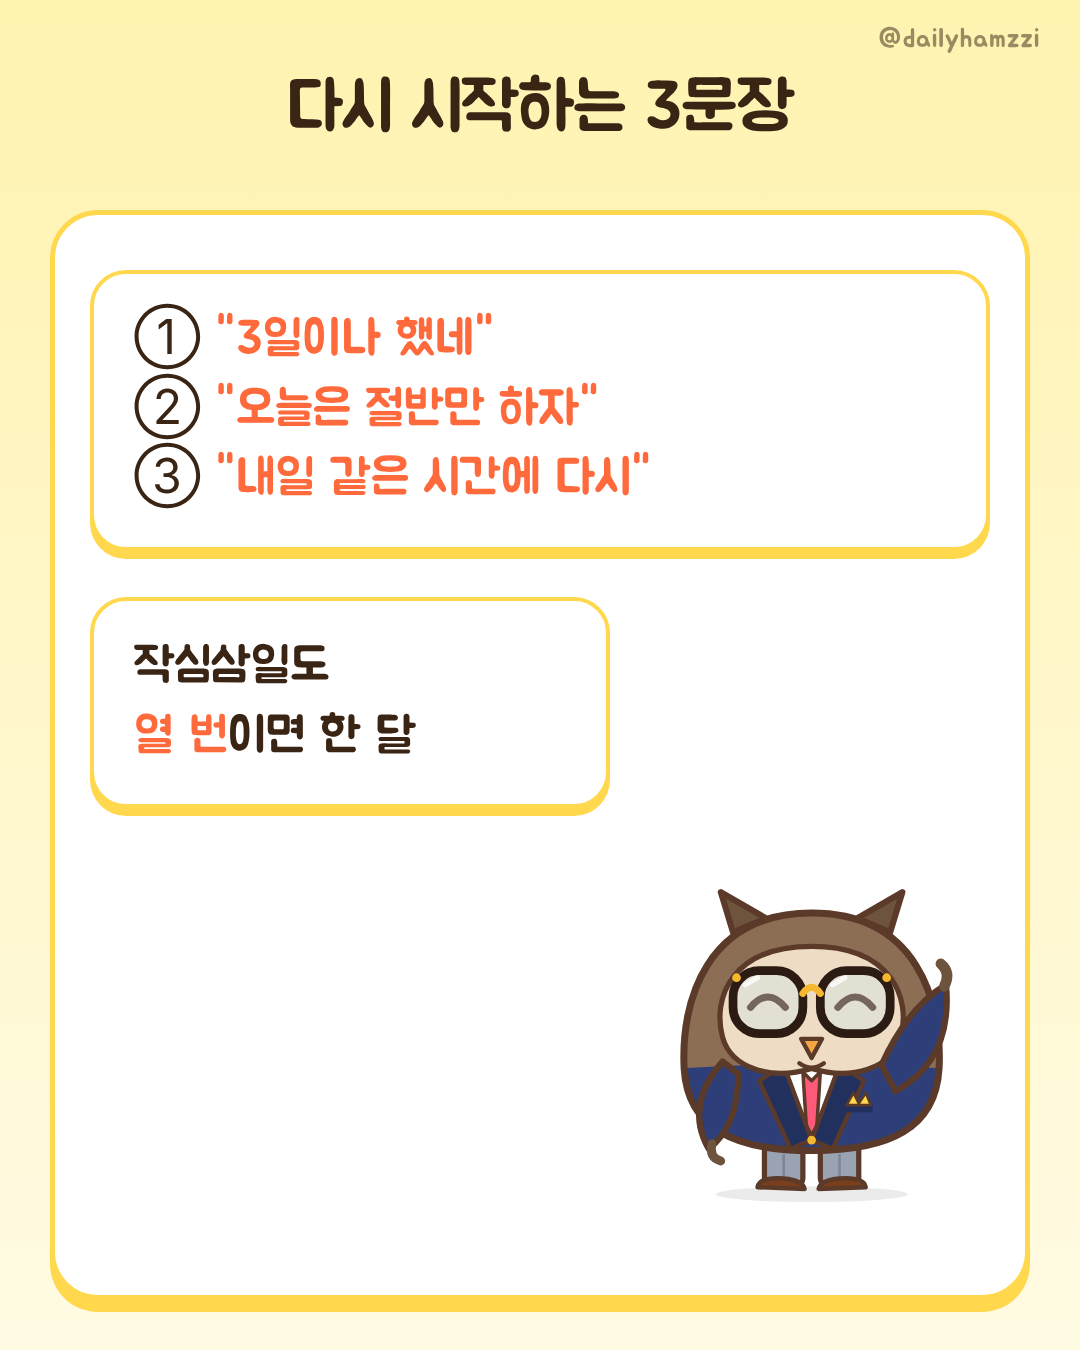 @dailyhamzzi
다시 시작하는 3문장
① "3일이나 했네"
② "오늘은 절반만 하자"
③ "내일 같은 시간에 다시"
작심삼일도
열 번이면 한 달